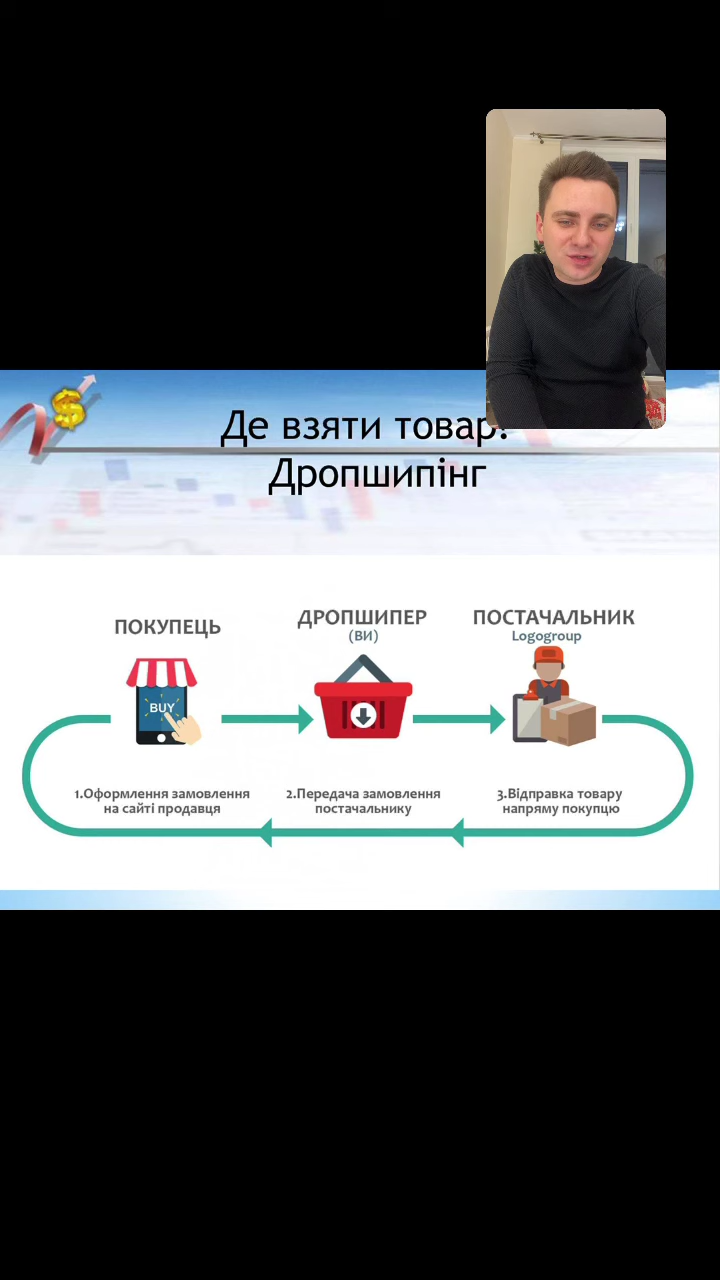 Де взяти товар?
Дропшипінг
ПОКУПЕЦЬ
BUY
1.Оформлення замовлення
на сайті продавця
ДРОПШИПЕР
(ВИ)
2.Передача замовлення
постачальнику
ПОСТАЧАЛЬНИК
Logogroup
3.Відправка товару
напряму покупцю